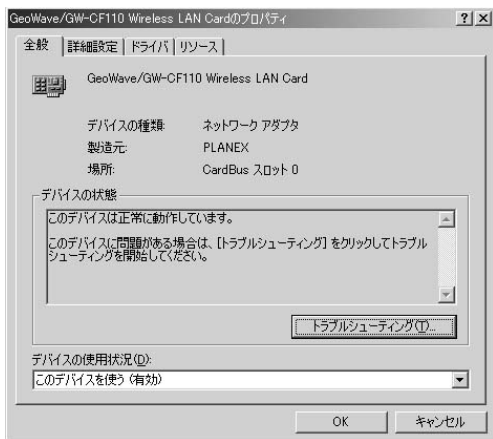 GeoWave/GW-CF110 Wireless LAN Cardのプロパティ
全般 詳細設定 ドライバ リソース
GeoWave/GW-CF110 Wireless LAN Card
デバイスの種類: ネットワーク アダプタ
製造元: PLANEX
場所: CardBus スロット 0
デバイスの状態
このデバイスは正常に動作しています。
このデバイスに問題がある場合は、[トラブルシューティング] をクリックしてトラブル
シューティングを開始してください。
トラブルシューティング(T)...
デバイスの使用状況(D):
このデバイスを使う (有効)
OK キャンセル